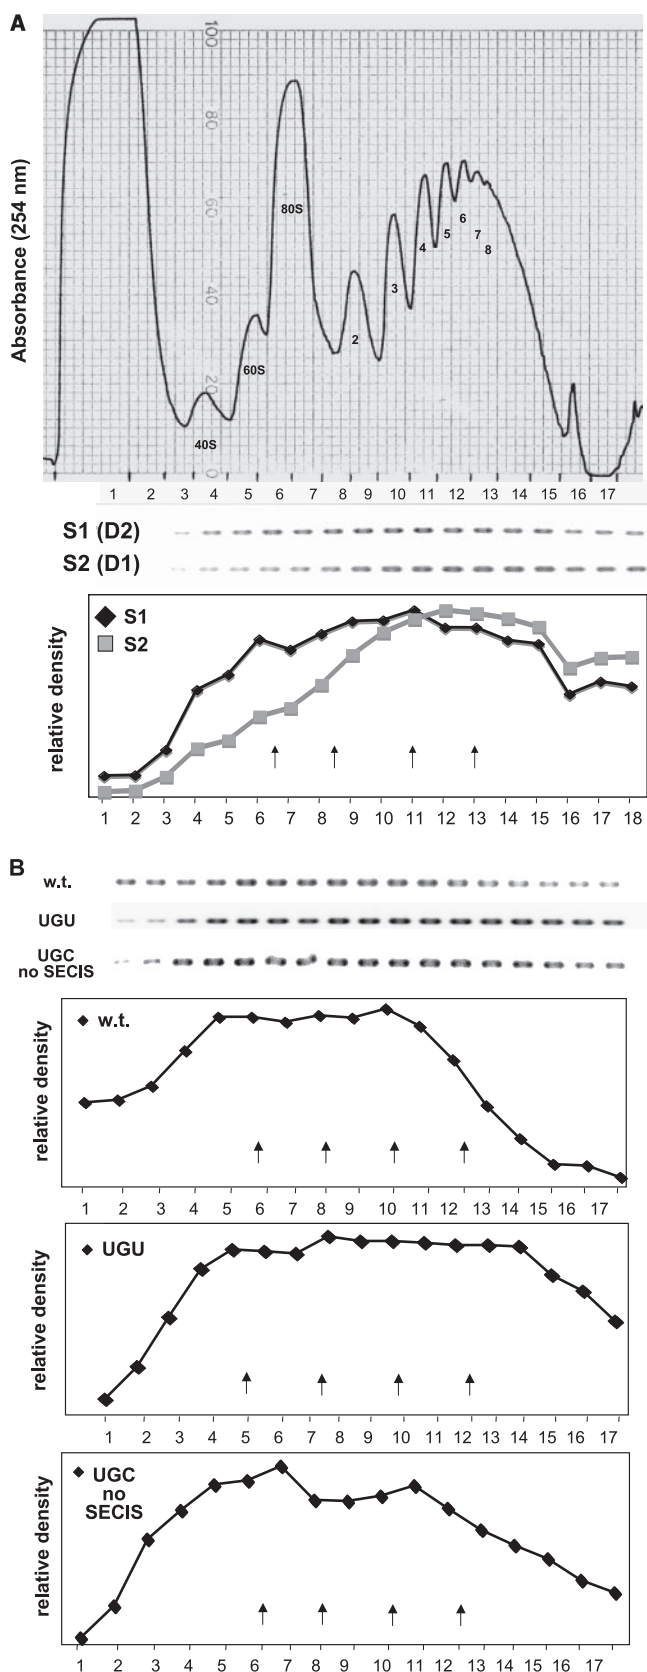 A
Absorbance (254 nm)
100
80
60
40
20
0
40S
60S
80S
2
3
4
5
6
7
8
1 2 3 4 5 6 7 8 9 10 11 12 13 14 15 16 17
S1 (D2)
S2 (D1)
S1
S2
relative density
1 2 3 4 5 6 7 8 9 10 11 12 13 14 15 16 17 18
B
w.t.
UGU
UGC
no SECIS
w.t.
relative density
1 2 3 4 5 6 7 8 9 10 11 12 13 14 15 16 17
UGU
relative density
1 2 3 4 5 6 7 8 9 10 11 12 13 14 15 16 17
UGC
no
SECIS
relative density
1 2 3 4 5 6 7 8 9 10 11 12 13 14 15 16 17